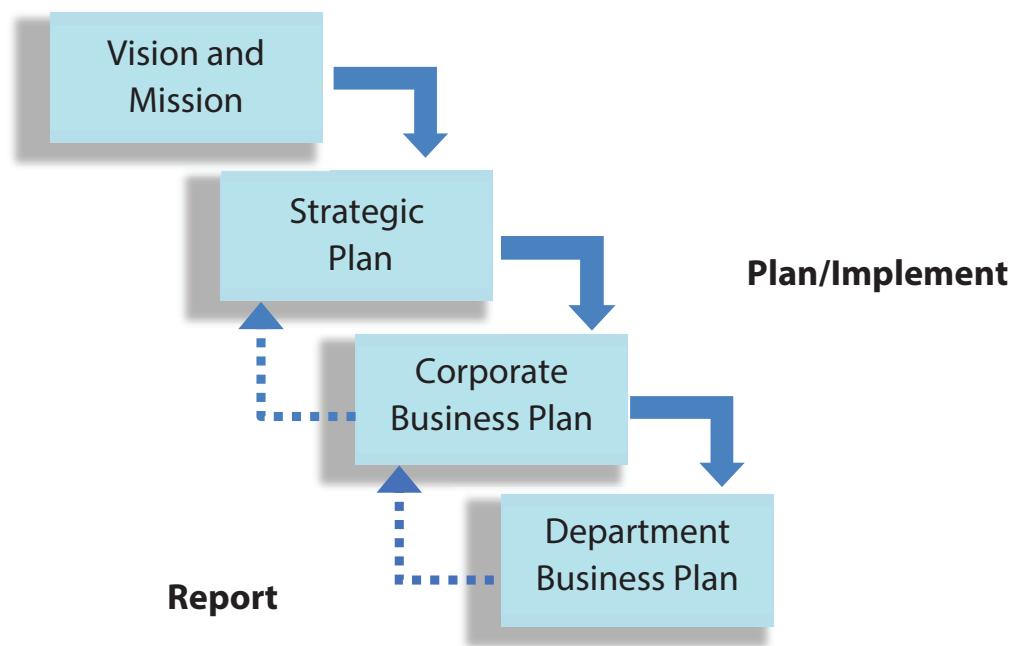 Vision and
Mission
Strategic
Plan
Plan/Implement
Corporate
Business Plan
Department
Business Plan
Report